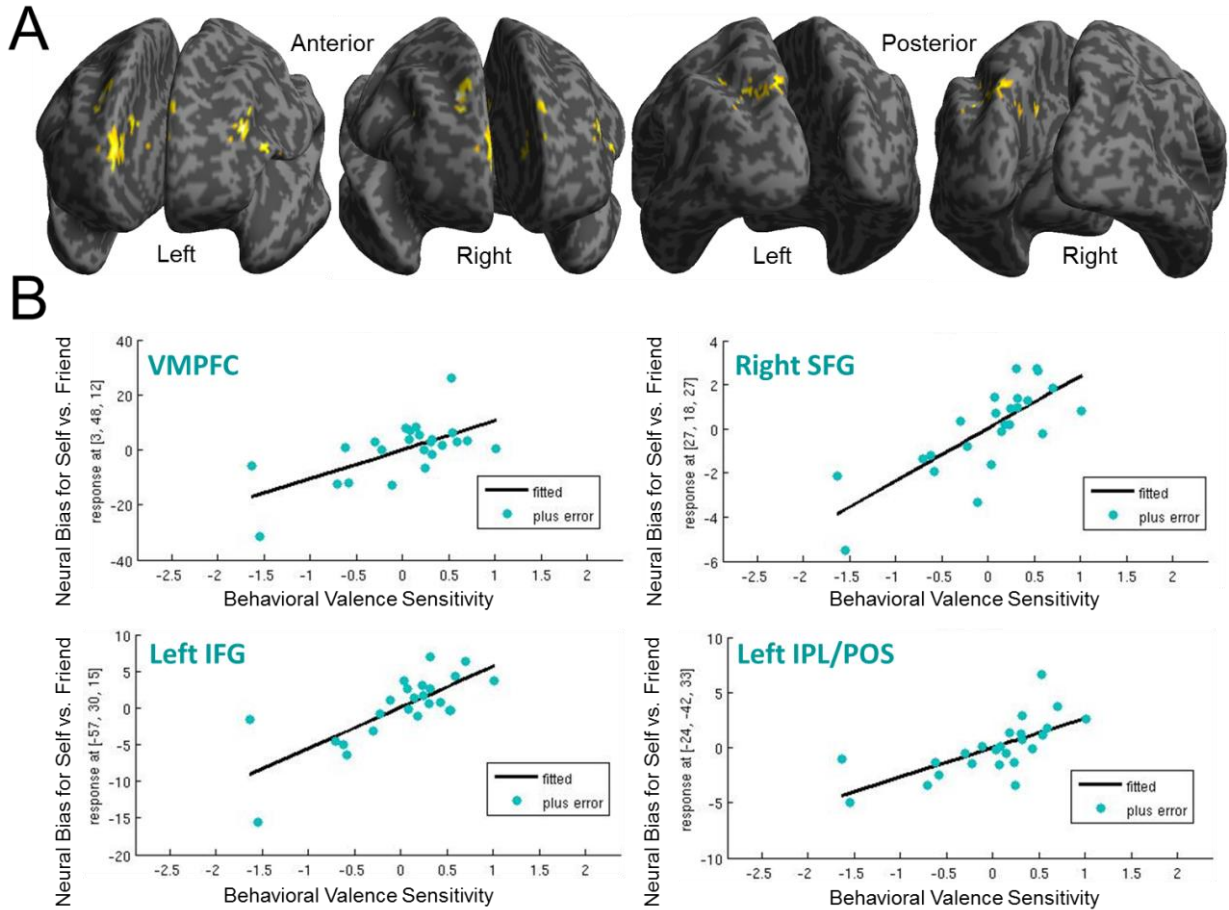 A
Anterior
Posterior
Left
Right
Left
Right
B
VMPFC
Neural Bias for Self vs. Friend
response at [3, 48, 12]
40
20
0
-20
-40
fitted
plus error
-2.5 -2 -1.5 -1 -0.5 0 0.5 1 1.5 2
Behavioral Valence Sensitivity
Right SFG
Neural Bias for Self vs. Friend
response at [27, 18, 27]
4
2
0
-2
-4
-6
fitted
plus error
-2.5 -2 -1.5 -1 -0.5 0 0.5 1 1.5 2
Behavioral Valence Sensitivity
Left IFG
Neural Bias for Self vs. Friend
response at [-57, 30, 15]
10
5
0
-5
-10
-15
-20
fitted
plus error
-2.5 -2 -1.5 -1 -0.5 0 0.5 1 1.5 2
Behavioral Valence Sensitivity
Left IPL/POS
Neural Bias for Self vs. Friend
response at [-24, -42, 33]
10
5
0
-5
-10
fitted
plus error
-2.5 -2 -1.5 -1 -0.5 0 0.5 1 1.5 2
Behavioral Valence Sensitivity